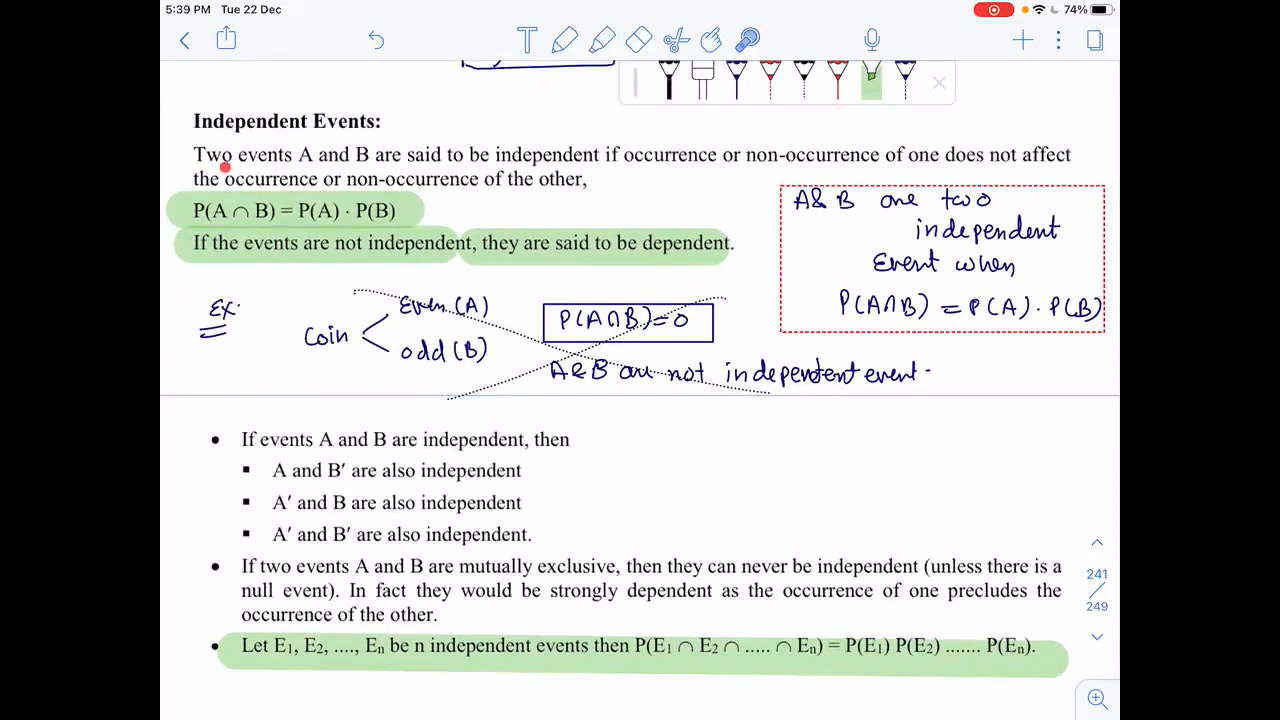 5:39 PM Tue 22 Dec
74%
T
Independent Events:
Two events A and B are said to be independent if occurrence or non-occurrence of one does not affect
the occurrence or non-occurrence of the other,
P(A ∩ B) = P(A) · P(B)
If the events are not independent, they are said to be dependent.
A&B one two
independent
Event when
P(A∩B) = P(A). P(B)
Ex:
Coin
Even (A)
odd (B)
P(A∩B)=0
A&B are not independent event.
• If events A and B are independent, then
▪ A and B′ are also independent
▪ A′ and B are also independent
▪ A′ and B′ are also independent.
• If two events A and B are mutually exclusive, then they can never be independent (unless there is a
null event). In fact they would be strongly dependent as the occurrence of one precludes the
occurrence of the other.
• Let E₁, E₂, ...., Eₙ be n independent events then P(E₁ ∩ E₂ ∩ ..... ∩ Eₙ) = P(E₁) P(E₂) ....... P(Eₙ).
241
/
249